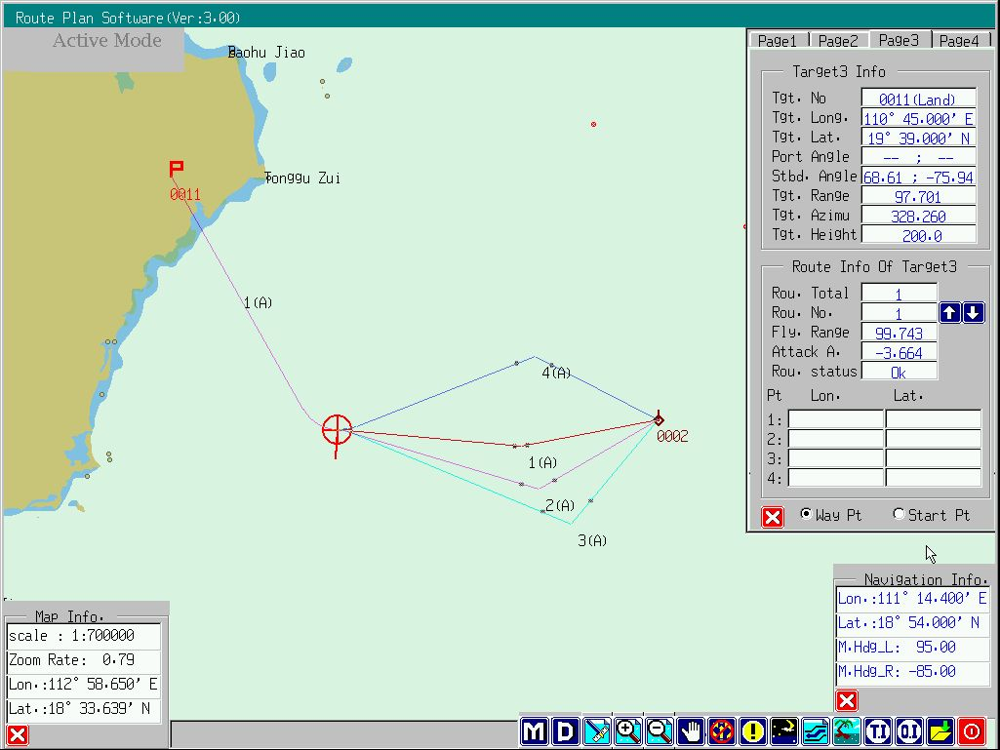 Route Plan Software(Ver:3.00)
Active Mode
Baohu Jiao
Tonggu Zui
0011
1(A)
4(A)
0002
1(A)
2(A)
3(A)
Page1 Page2 Page3 Page4
Target3 Info
Tgt. No 0011(Land)
Tgt. Long. 110° 45.000' E
Tgt. Lat. 19° 39.000' N
Port Angle -- ; --
Stbd. Angle 68.61 ; -75.94
Tgt. Range 97.701
Tgt. Azimu 328.260
Tgt. Height 200.0
Route Info Of Target3
Rou. Total 1
Rou. No. 1
Fly. Range 99.743
Attack A. -3.664
Rou. status Ok
Pt Lon. Lat.
1:
2:
3:
4:
Way Pt Start Pt
Navigation Info.
Lon.:111° 14.400' E
Lat.:18° 54.000' N
M.Hdg_L: 95.00
M.Hdg_R: -85.00
Map Info.
scale : 1:700000
Zoom Rate: 0.79
Lon.:112° 58.650' E
Lat.:18° 33.639' N
M D T.I O.I